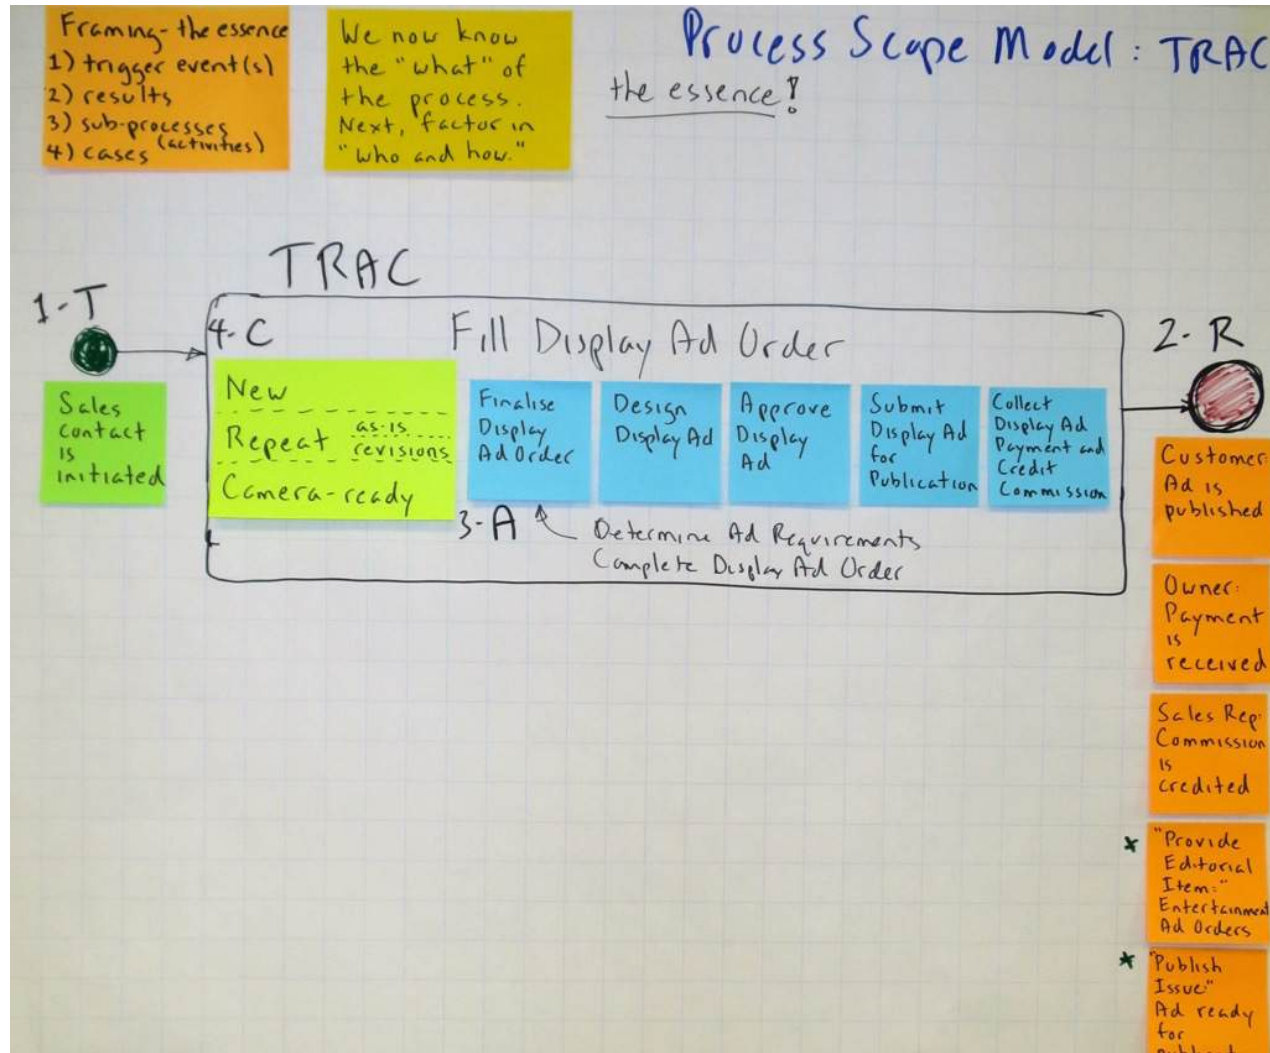 Framing - the essence
1) trigger event(s)
2) results
3) sub-processes
(activities)
4) cases
We now know
the "what" of
the process.
Next, factor in
"who and how."
Process Scope Model: TRAC
the essence!
TRAC
1-T
Sales
contact
is
initiated
4-C
Fill Display Ad Order
New
Repeat as-is
revisions
Camera-ready
Finalise
Display
Ad Order
Design
Display Ad
Approve
Display
Ad
Submit
Display Ad
for
Publication
Collect
Display Ad
Payment and
Credit
Commission
3-A
Determine Ad Requirements
Complete Display Ad Order
2-R
Customer:
Ad is
published
Owner:
Payment
is
received
Sales Rep:
Commission
is
credited
* "Provide
Editorial
Item:"
Entertainment
Ad Orders
* "Publish
Issue"
Ad ready
for